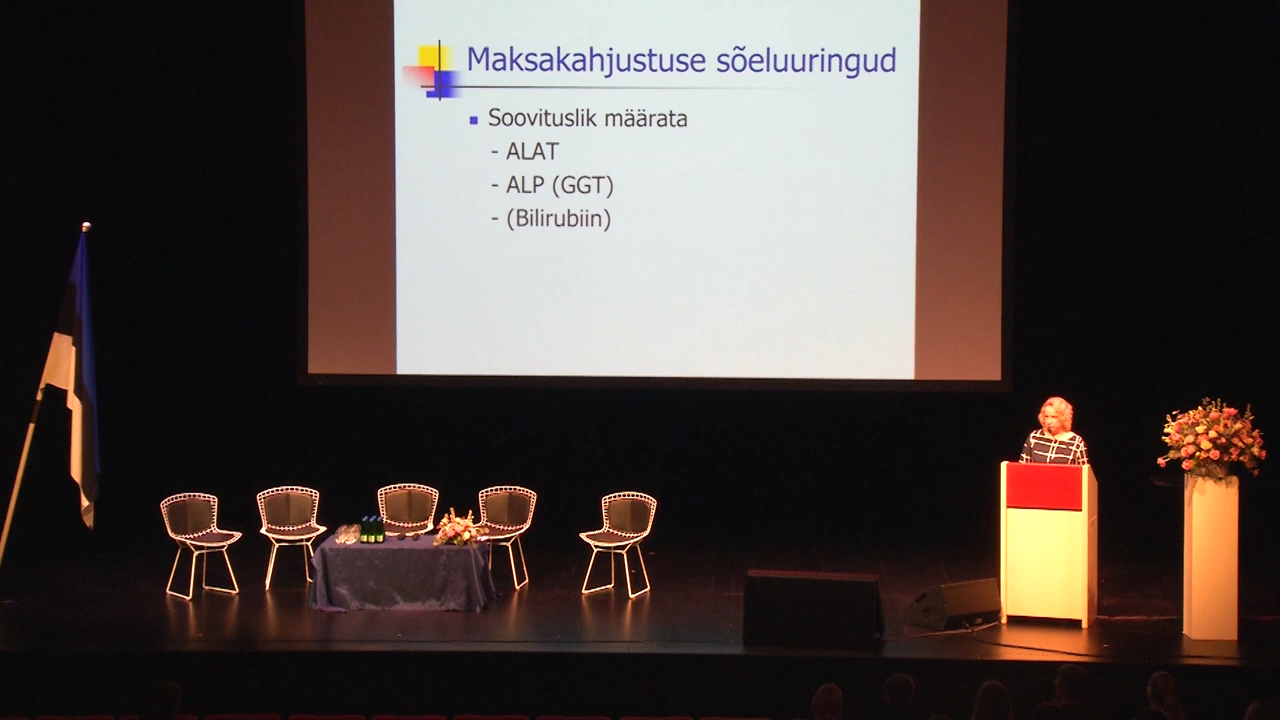 Maksakahjustuse sõeluuringud
Soovituslik määrata
- ALAT
- ALP (GGT)
- (Bilirubiin)